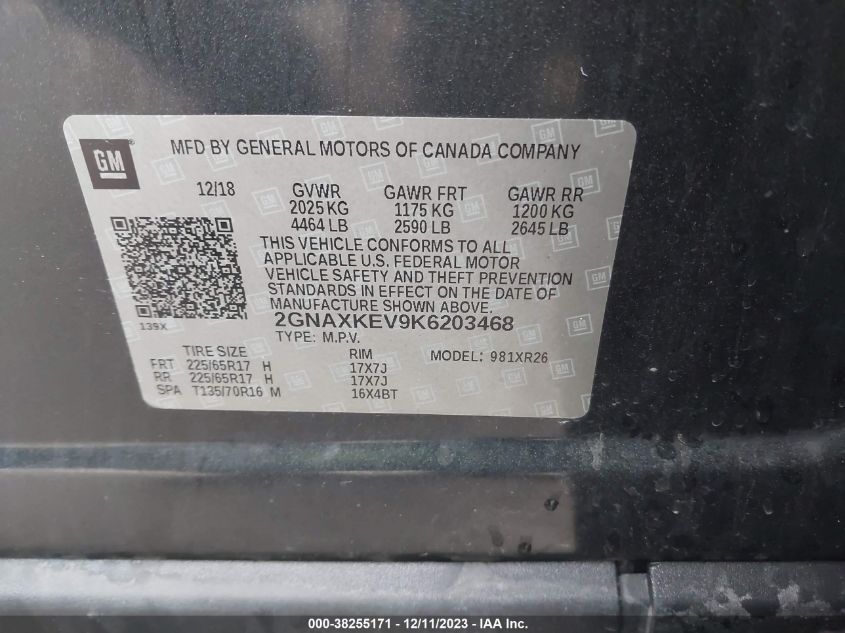 GM
MFD BY GENERAL MOTORS OF CANADA COMPANY
12/18 GVWR GAWR FRT GAWR RR
2025 KG 1175 KG 1200 KG
4464 LB 2590 LB 2645 LB
THIS VEHICLE CONFORMS TO ALL
APPLICABLE U.S. FEDERAL MOTOR
VEHICLE SAFETY AND THEFT PREVENTION
STANDARDS IN EFFECT ON THE DATE OF
MANUFACTURE SHOWN ABOVE.
139X
2GNAXKEV9K6203468
TYPE: M.P.V.
TIRE SIZE RIM MODEL: 981XR26
FRT 225/65R17 H 17X7J
RR 225/65R17 H 17X7J
SPA T135/70R16 M 16X4BT
000-38255171 - 12/11/2023 - IAA Inc.